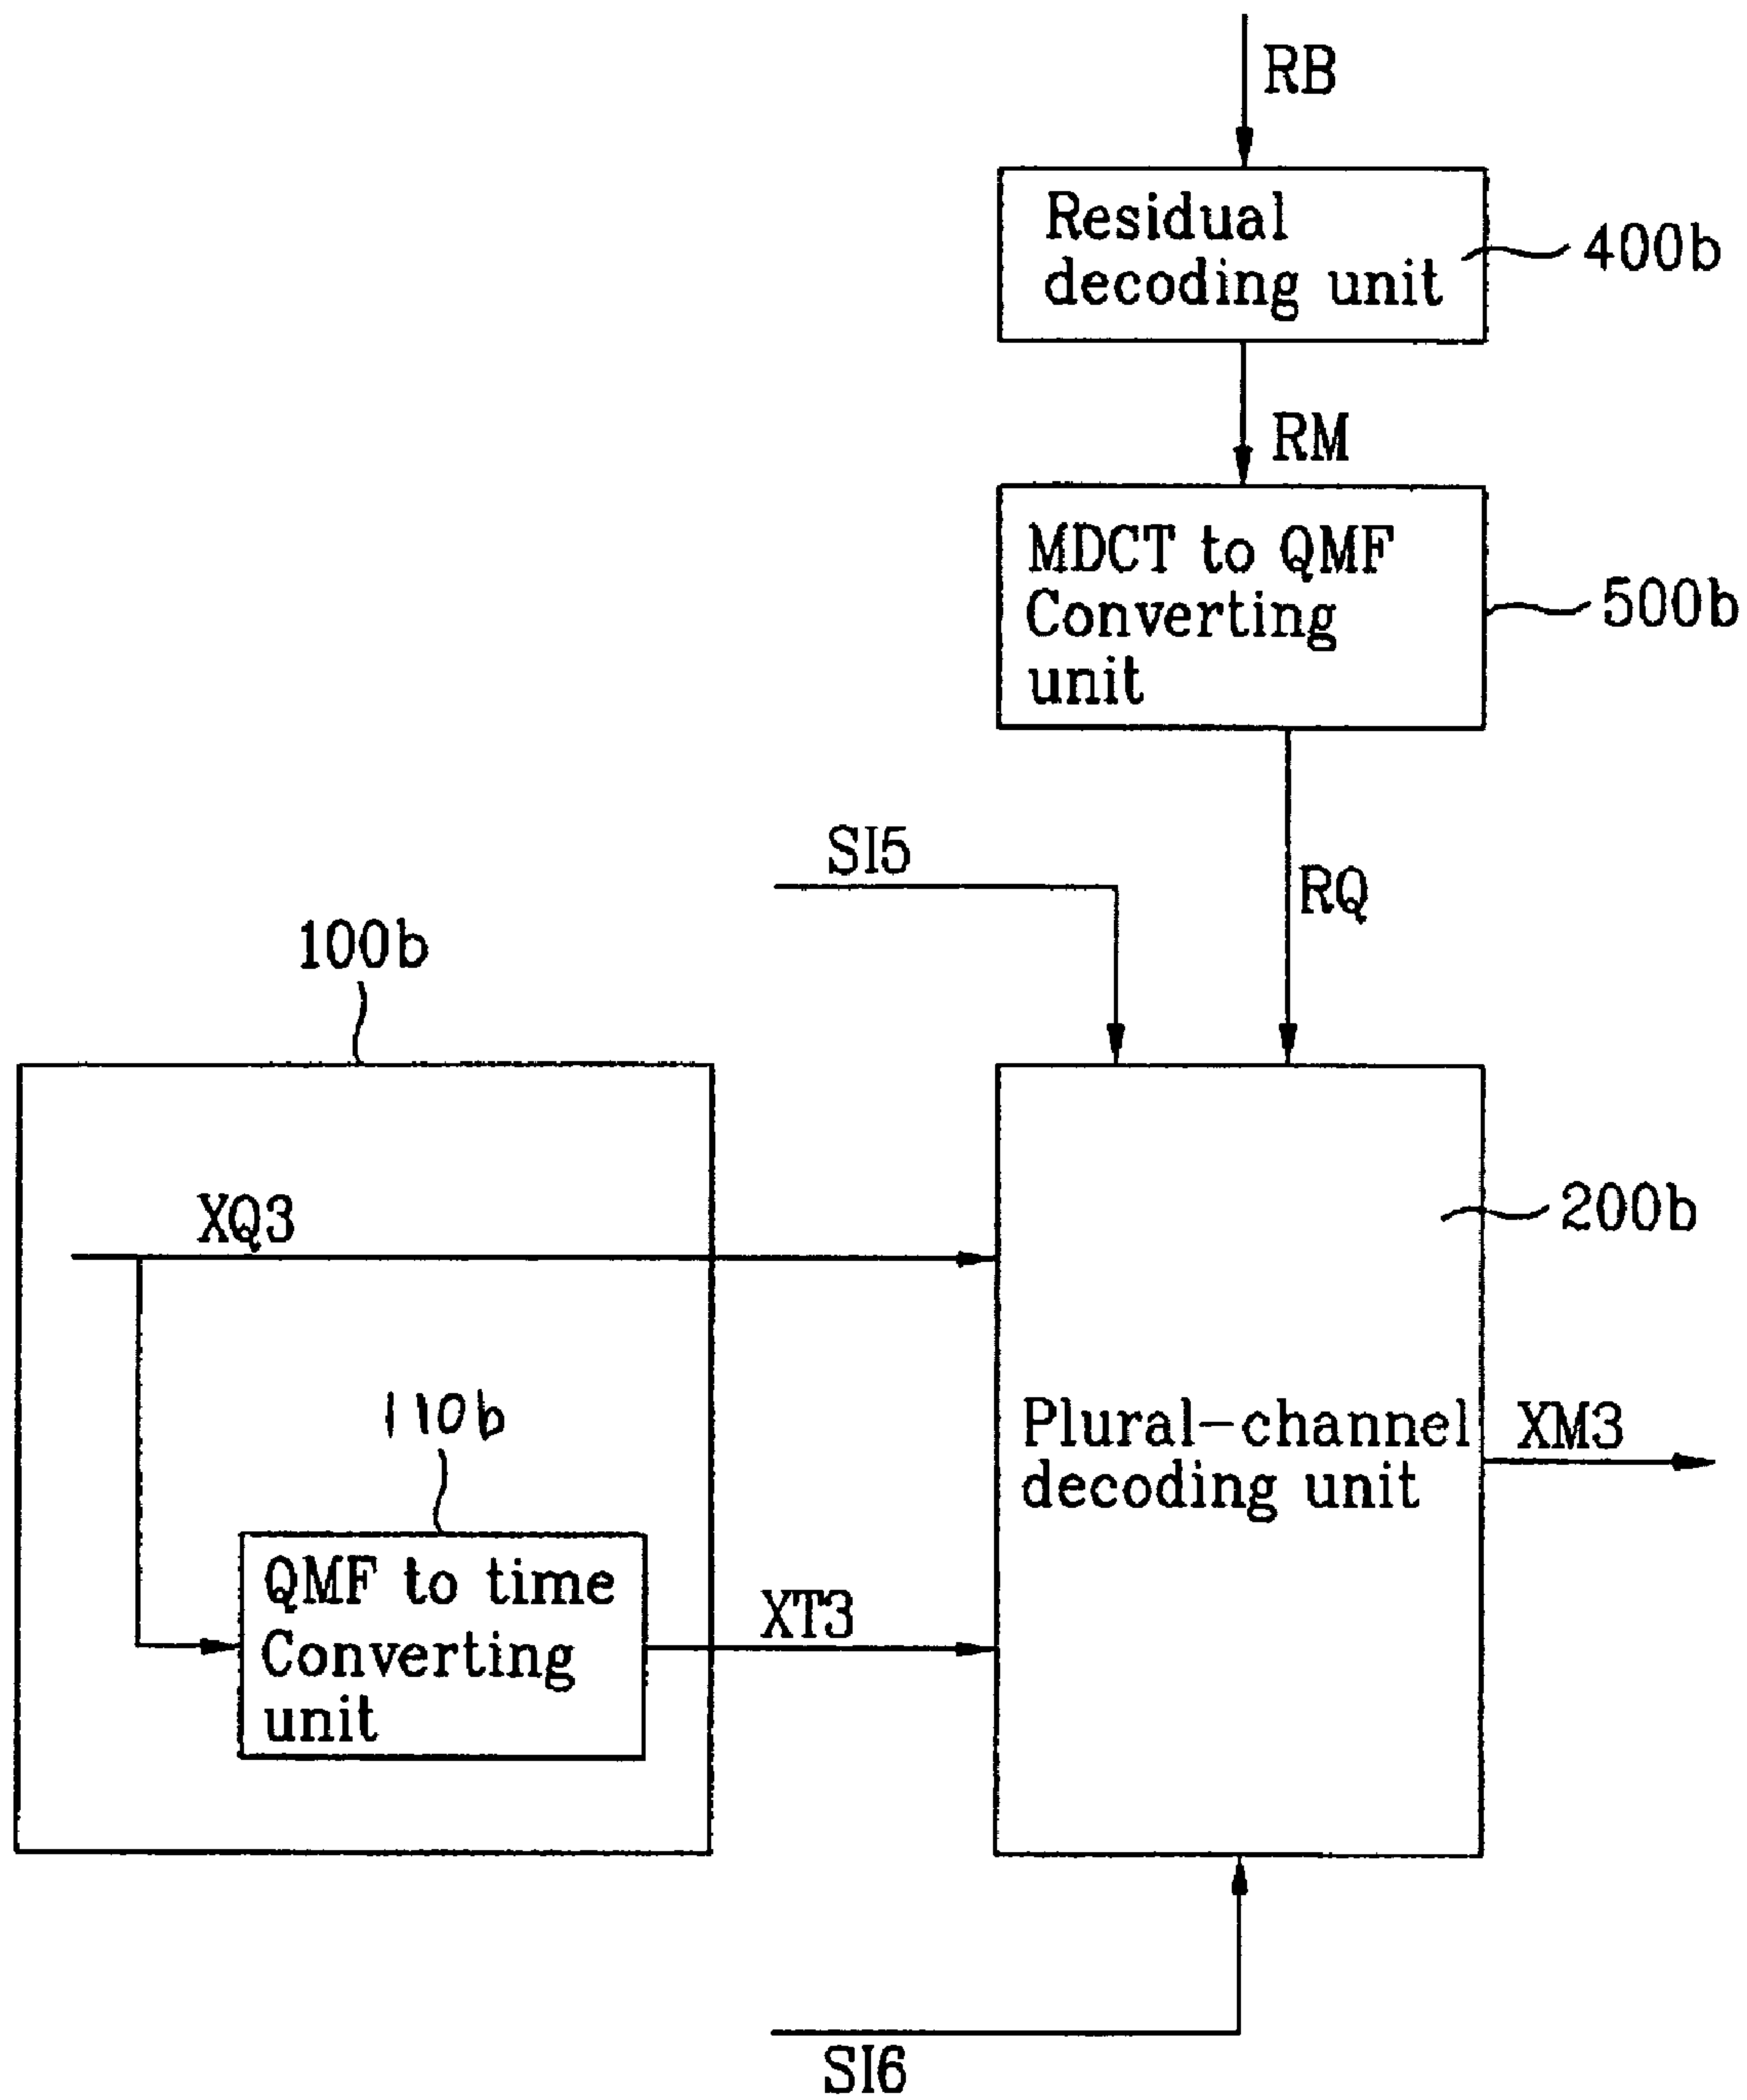 RB
Residual
decoding unit
400b
RM
MDCT to QMF
Converting
unit
500b
SI5
RQ
100b
XQ3
200b
110b
Plural-channel
decoding unit
XM3
QMF to time
Converting
unit
XT3
SI6